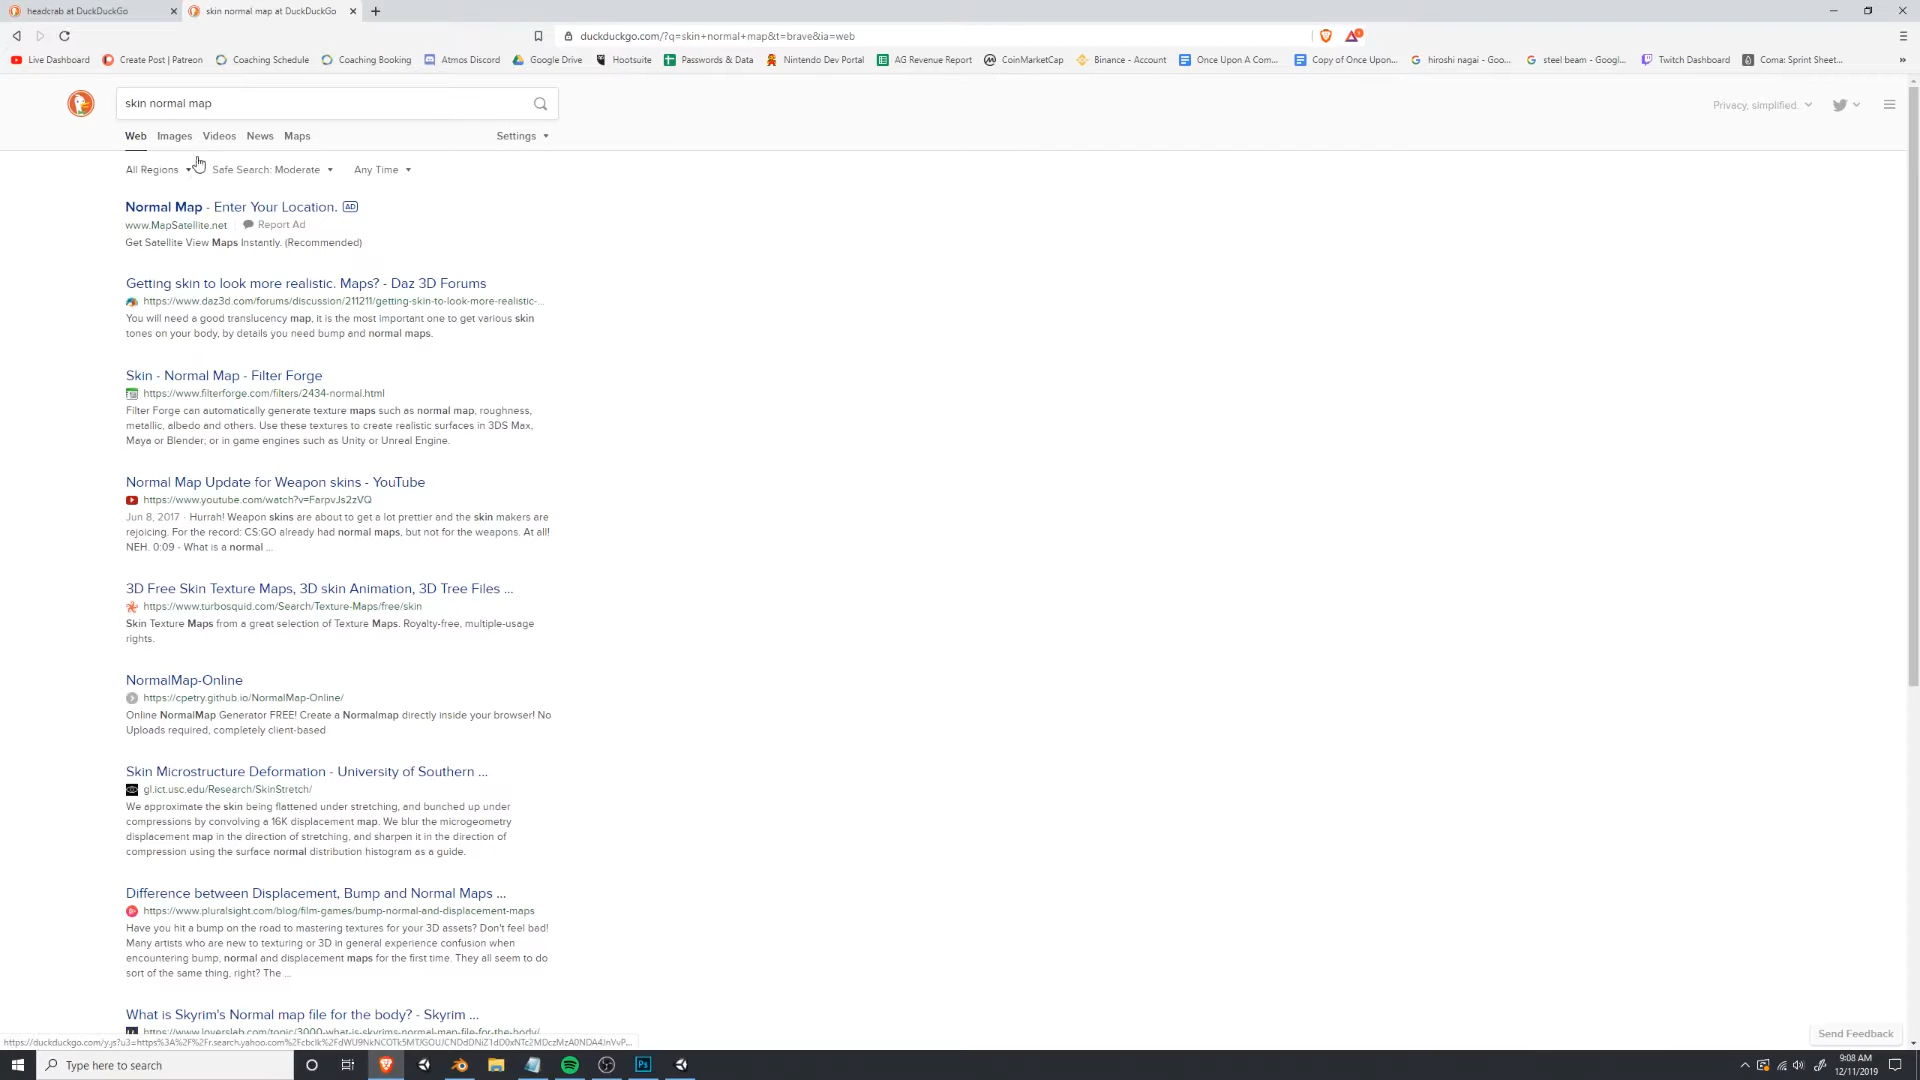 headcrab at DuckDuckGo
skin normal map at DuckDuckGo
duckduckgo.com/?q=skin+normal+map&t=brave&ia=web
Live Dashboard
Create Post | Patreon
Coaching Schedule
Coaching Booking
Atmos Discord
Google Drive
Hootsuite
Passwords & Data
Nintendo Dev Portal
AG Revenue Report
CoinMarketCap
Binance - Account
Once Upon A Com...
Copy of Once Upon...
hiroshi nagai - Goo...
steel beam - Googl...
Twitch Dashboard
Coma: Sprint Sheet...
skin normal map
Privacy, simplified.
Web Images Videos News Maps Settings
All Regions Safe Search: Moderate Any Time
Normal Map - Enter Your Location. AD
www.MapSatellite.net Report Ad
Get Satellite View Maps Instantly. (Recommended)
Getting skin to look more realistic. Maps? - Daz 3D Forums
https://www.daz3d.com/forums/discussion/211211/getting-skin-to-look-more-realistic-...
You will need a good translucency map, it is the most important one to get various skin
tones on your body, by details you need bump and normal maps.
Skin - Normal Map - Filter Forge
https://www.filterforge.com/filters/2434-normal.html
Filter Forge can automatically generate texture maps such as normal map, roughness,
metallic, albedo and others. Use these textures to create realistic surfaces in 3DS Max,
Maya or Blender; or in game engines such as Unity or Unreal Engine.
Normal Map Update for Weapon skins - YouTube
https://www.youtube.com/watch?v=FarpvJs2zVQ
Jun 8, 2017 · Hurrah! Weapon skins are about to get a lot prettier and the skin makers are
rejoicing. For the record: CS:GO already had normal maps, but not for the weapons. At all!
NEH. 0:09 - What is a normal ...
3D Free Skin Texture Maps, 3D skin Animation, 3D Tree Files ...
https://www.turbosquid.com/Search/Texture-Maps/free/skin
Skin Texture Maps from a great selection of Texture Maps. Royalty-free, multiple-usage
rights.
NormalMap-Online
https://cpetry.github.io/NormalMap-Online/
Online NormalMap Generator FREE! Create a Normalmap directly inside your browser! No
Uploads required, completely client-based
Skin Microstructure Deformation - University of Southern ...
gl.ict.usc.edu/Research/SkinStretch/
We approximate the skin being flattened under stretching, and bunched up under
compressions by convolving a 16K displacement map. We blur the microgeometry
displacement map in the direction of stretching, and sharpen it in the direction of
compression using the surface normal distribution histogram as a guide.
Difference between Displacement, Bump and Normal Maps ...
https://www.pluralsight.com/blog/film-games/bump-normal-and-displacement-maps
Have you hit a bump on the road to mastering textures for your 3D assets? Don't feel bad!
Many artists who are new to texturing or 3D in general experience confusion when
encountering bump, normal and displacement maps for the first time. They all seem to do
sort of the same thing, right? The ...
What is Skyrim's Normal map file for the body? - Skyrim ...
https://www.loverslab.com/topic/3000-what-is-skyrims-normal-map-file-for-the-body/
Send Feedback
Type here to search
Ps
9:08 AM
12/11/2019